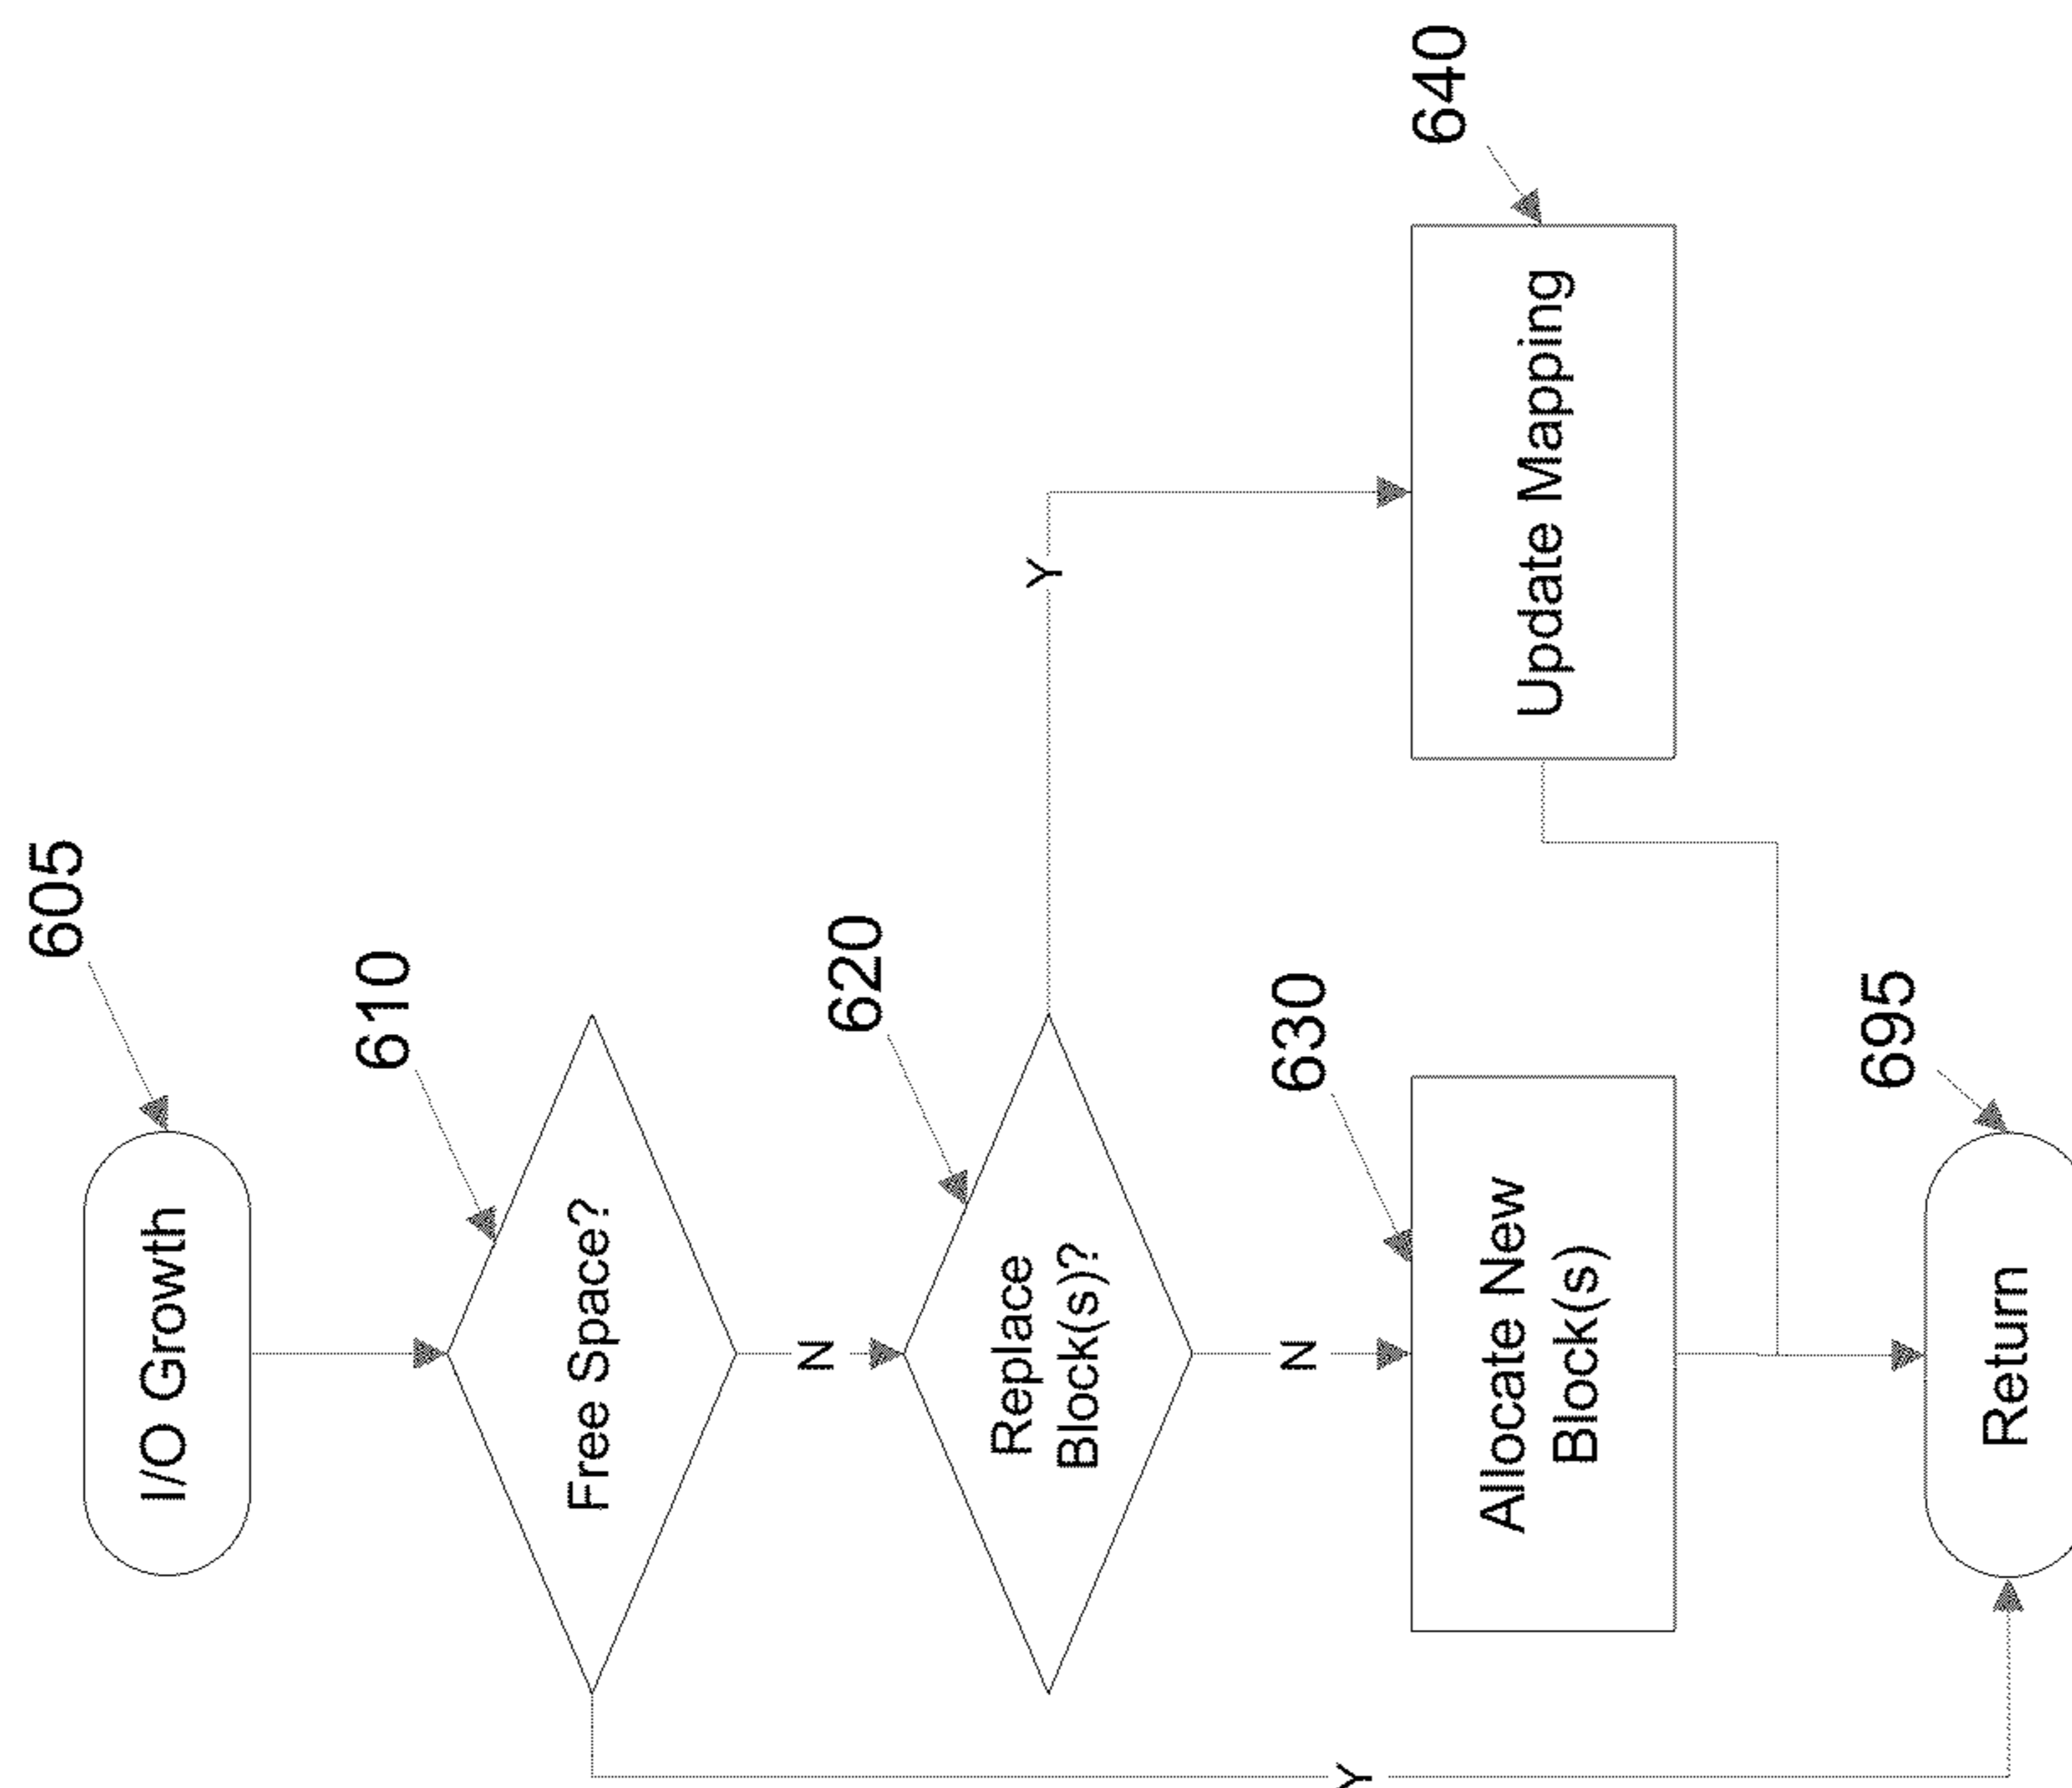 605
I/O Growth
610
Free Space?
Y
N
620
Replace
Block(s)?
Y
N
630
Allocate New
Block(s)
640
Update Mapping
695
Return